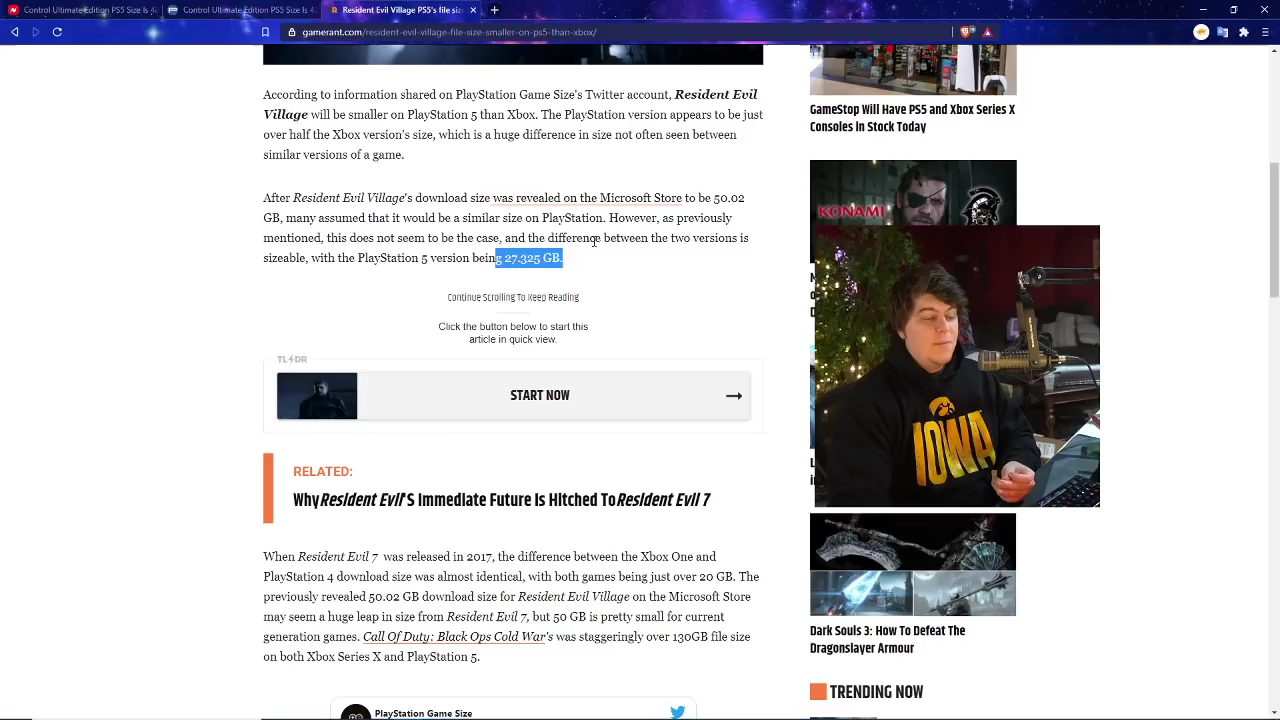 Control Edition PS5 Size Is 42
PlayStation PS5 Size Is 4.
Resident Evil Village PS5's file siz
gamerant.com/resident-evil-village-file-size-smaller-on-ps5-than-xbox/
According to information shared on PlayStation Game Size's Twitter account, Resident Evil
Village will be smaller on PlayStation 5 than Xbox. The PlayStation version appears to be just
over half the Xbox version's size, which is a huge difference in size not often seen between
similar versions of a game.
After Resident Evil Village's download size was revealed on the Microsoft Store to be 50.02
GB, many assumed that it would be a similar size on PlayStation. However, as previously
mentioned, this does not seem to be the case, and the difference between the two versions is
sizeable, with the PlayStation 5 version being 27.325 GB.
Continue Scrolling To Keep Reading
Click the button below to start this
article in quick view.
TL DR
START NOW
RELATED:
Why Resident Evil'S Immediate Future Is Hitched To Resident Evil 7
When Resident Evil 7 was released in 2017, the difference between the Xbox One and
PlayStation 4 download size was almost identical, with both games being just over 20 GB. The
previously revealed 50.02 GB download size for Resident Evil Village on the Microsoft Store
may seem a huge leap in size from Resident Evil 7, but 50 GB is pretty small for current
generation games. Call Of Duty: Black Ops Cold War's was staggeringly over 130GB file size
on both Xbox Series X and PlayStation 5.
PlayStation Game Size
GameStop Will Have PS5 and Xbox Series X
Consoles in Stock Today
KONAMI
IOWA
Dark Souls 3: How To Defeat The
Dragonslayer Armour
TRENDING NOW